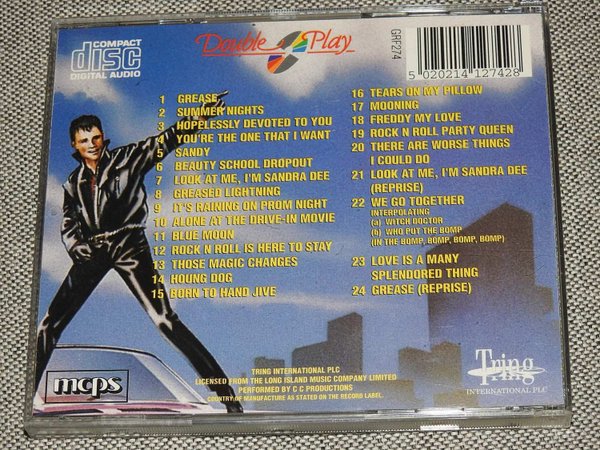 COMPACT
disc
DIGITAL AUDIO
Double Play
GRF274
5 020214 127428
1 GREASE
2 SUMMER NIGHTS
3 HOPELESSLY DEVOTED TO YOU
4 YOU'RE THE ONE THAT I WANT
5 SANDY
6 BEAUTY SCHOOL DROPOUT
7 LOOK AT ME, I'M SANDRA DEE
8 GREASED LIGHTNING
9 IT'S RAINING ON PROM NIGHT
10 ALONE AT THE DRIVE-IN MOVIE
11 BLUE MOON
12 ROCK N ROLL IS HERE TO STAY
13 THOSE MAGIC CHANGES
14 HOUNG DOG
15 BORN TO HAND JIVE
16 TEARS ON MY PILLOW
17 MOONING
18 FREDDY MY LOVE
19 ROCK N ROLL PARTY QUEEN
20 THERE ARE WORSE THINGS
I COULD DO
21 LOOK AT ME, I'M SANDRA DEE
(REPRISE)
22 WE GO TOGETHER
INTERPOLATING
(a) WITCH DOCTOR
(b) WHO PUT THE BOMP
(IN THE BOMP, BOMP, BOMP, BOMP)
23 LOVE IS A MANY
SPLENDORED THING
24 GREASE (REPRISE)
mcps
TRING INTERNATIONAL PLC
LICENSED FROM THE LONG ISLAND MUSIC COMPANY LIMITED
PERFORMED BY C C PRODUCTIONS
COUNTRY OF MANUFACTURE AS STATED ON THE RECORD LABEL
Tring
INTERNATIONAL PLC